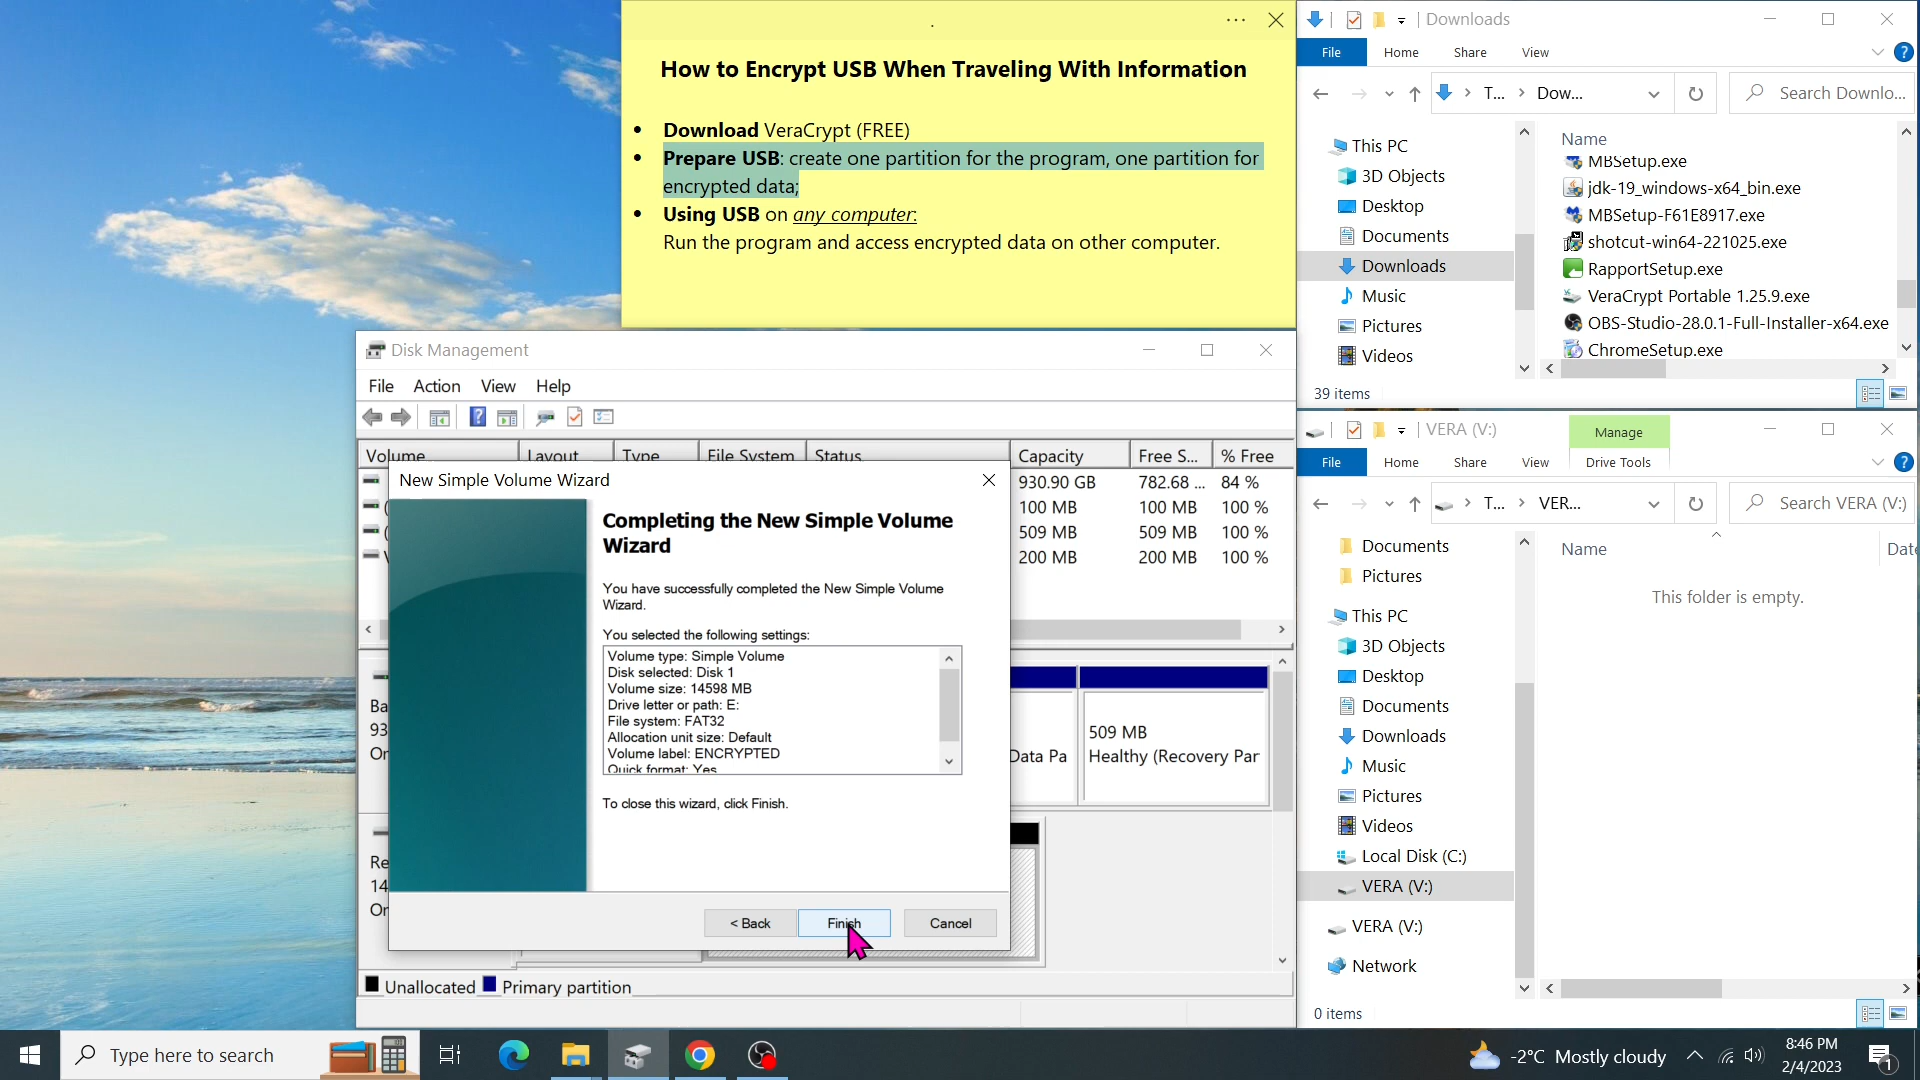 How to Encrypt USB When Traveling With Information
• Download VeraCrypt (FREE)
• Prepare USB: create one partition for the program, one partition for
encrypted data;
• Using USB on any computer:
Run the program and access encrypted data on other computer.
Downloads
File Home Share View
T... Dow...
Search Downlo...
This PC
3D Objects
Desktop
Documents
Downloads
Music
Pictures
Videos
Name
MBSetup.exe
jdk-19_windows-x64_bin.exe
MBSetup-F61E8917.exe
shotcut-win64-221025.exe
RapportSetup.exe
VeraCrypt Portable 1.25.9.exe
OBS-Studio-28.0.1-Full-Installer-x64.exe
ChromeSetup.exe
39 items
Disk Management
File Action View Help
Volume Layout Type File System Status Capacity Free S... % Free
930.90 GB 782.68 ... 84 %
100 MB 100 MB 100 %
509 MB 509 MB 100 %
200 MB 200 MB 100 %
New Simple Volume Wizard
Completing the New Simple Volume
Wizard
You have successfully completed the New Simple Volume
Wizard.
You selected the following settings:
Volume type: Simple Volume
Disk selected: Disk 1
Volume size: 14598 MB
Drive letter or path: E:
File system: FAT32
Allocation unit size: Default
Volume label: ENCRYPTED
Quick format: Yes
To close this wizard, click Finish.
< Back Finish Cancel
Ba
93
On
Re
14
On
Data Pa
509 MB
Healthy (Recovery Par
Unallocated Primary partition
VERA (V:)
Manage
File Home Share View Drive Tools
T... VER...
Search VERA (V:)
Documents
Pictures
This PC
3D Objects
Desktop
Documents
Downloads
Music
Pictures
Videos
Local Disk (C:)
VERA (V:)
VERA (V:)
Network
Name Date
This folder is empty.
0 items
Type here to search
-2°C Mostly cloudy
8:46 PM
2/4/2023
1